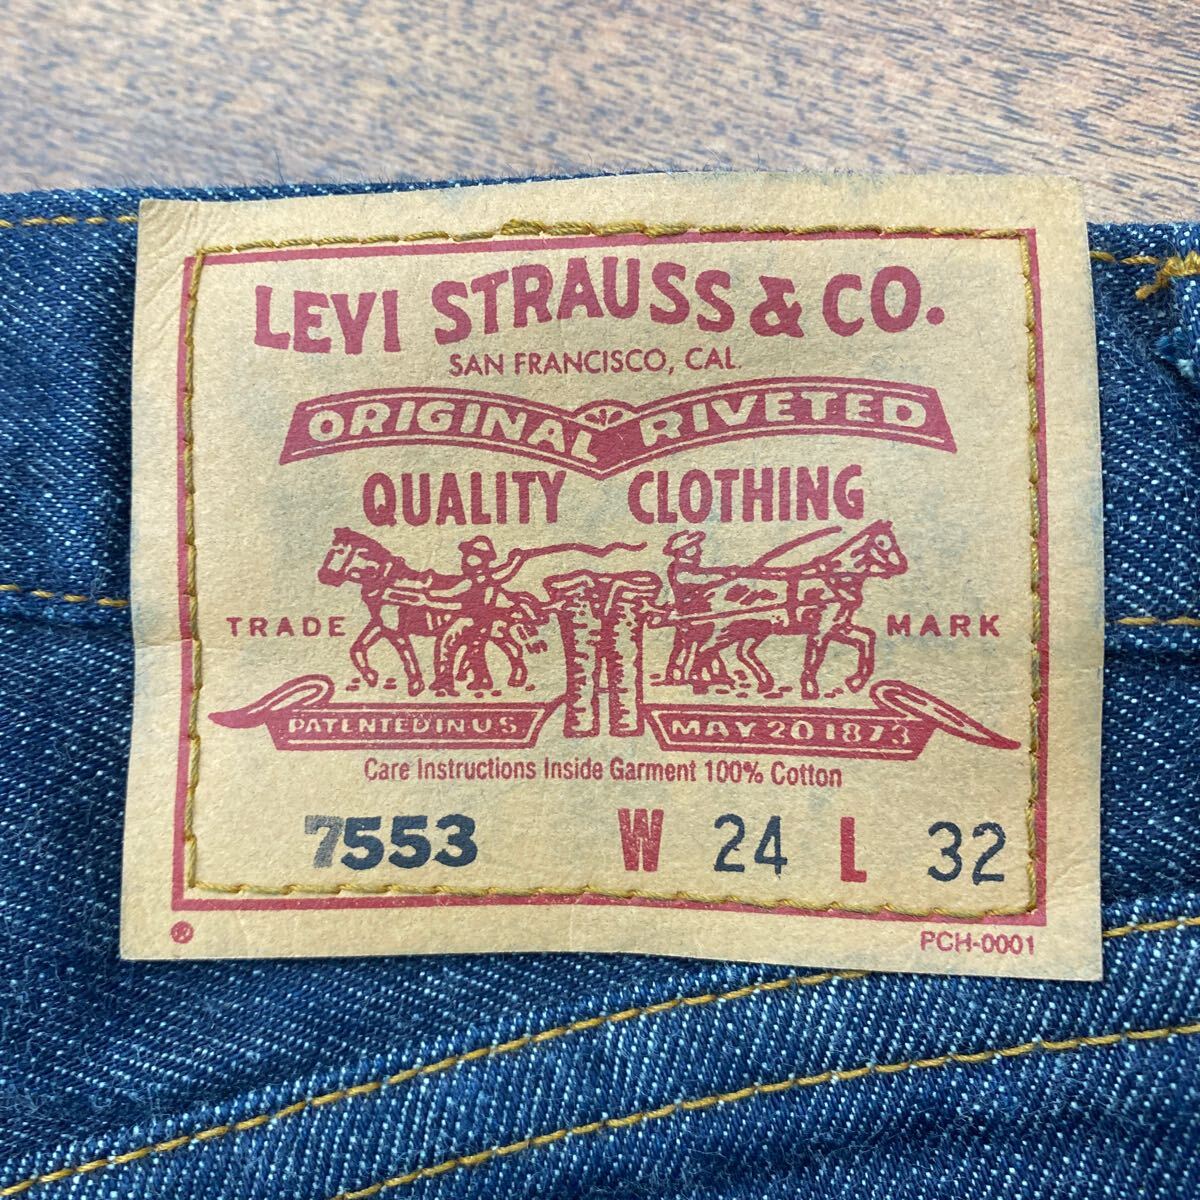 LEVI STRAUSS & CO.
SAN FRANCISCO, CAL.
ORIGINAL RIVETED
QUALITY CLOTHING
TRADE MARK
PATENTED IN U S MAY 20 1873
Care Instructions Inside Garment 100% Cotton
7553 W 24 L 32
® PCH-0001